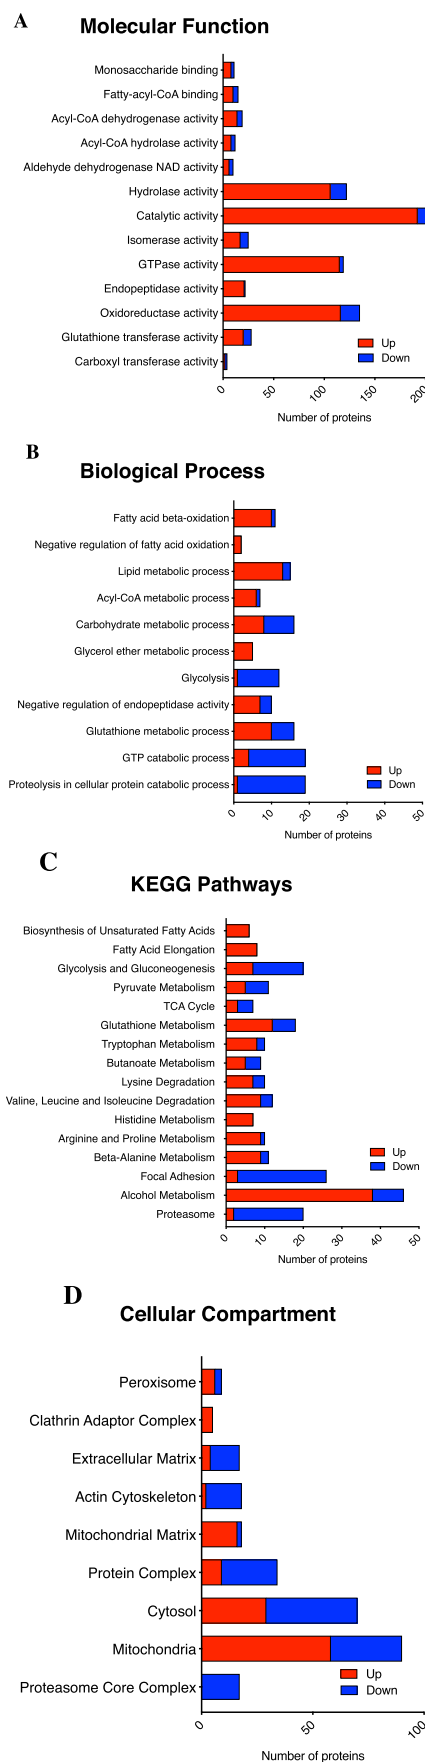 A
Molecular Function
Monosaccharide binding
Fatty-acyl-CoA binding
Acyl-CoA dehydrogenase activity
Acyl-CoA hydrolase activity
Aldehyde dehydrogenase NAD activity
Hydrolase activity
Catalytic activity
Isomerase activity
GTPase activity
Endopeptidase activity
Oxidoreductase activity
Glutathione transferase activity
Carboxyl transferase activity
Up
Down
0 50 100 150 200
Number of proteins
B
Biological Process
Fatty acid beta-oxidation
Negative regulation of fatty acid oxidation
Lipid metabolic process
Acyl-CoA metabolic process
Carbohydrate metabolic process
Glycerol ether metabolic process
Glycolysis
Negative regulation of endopeptidase activity
Glutathione metabolic process
GTP catabolic process
Proteolysis in cellular protein catabolic process
Up
Down
0 10 20 30 40 50
Number of proteins
C
KEGG Pathways
Biosynthesis of Unsaturated Fatty Acids
Fatty Acid Elongation
Glycolysis and Gluconeogenesis
Pyruvate Metabolism
TCA Cycle
Glutathione Metabolism
Tryptophan Metabolism
Butanoate Metabolism
Lysine Degradation
Valine, Leucine and Isoleucine Degradation
Histidine Metabolism
Arginine and Proline Metabolism
Beta-Alanine Metabolism
Focal Adhesion
Alcohol Metabolism
Proteasome
Up
Down
0 10 20 30 40 50
Number of proteins
D
Cellular Compartment
Peroxisome
Clathrin Adaptor Complex
Extracellular Matrix
Actin Cytoskeleton
Mitochondrial Matrix
Protein Complex
Cytosol
Mitochondria
Proteasome Core Complex
Up
Down
0 50 100
Number of proteins